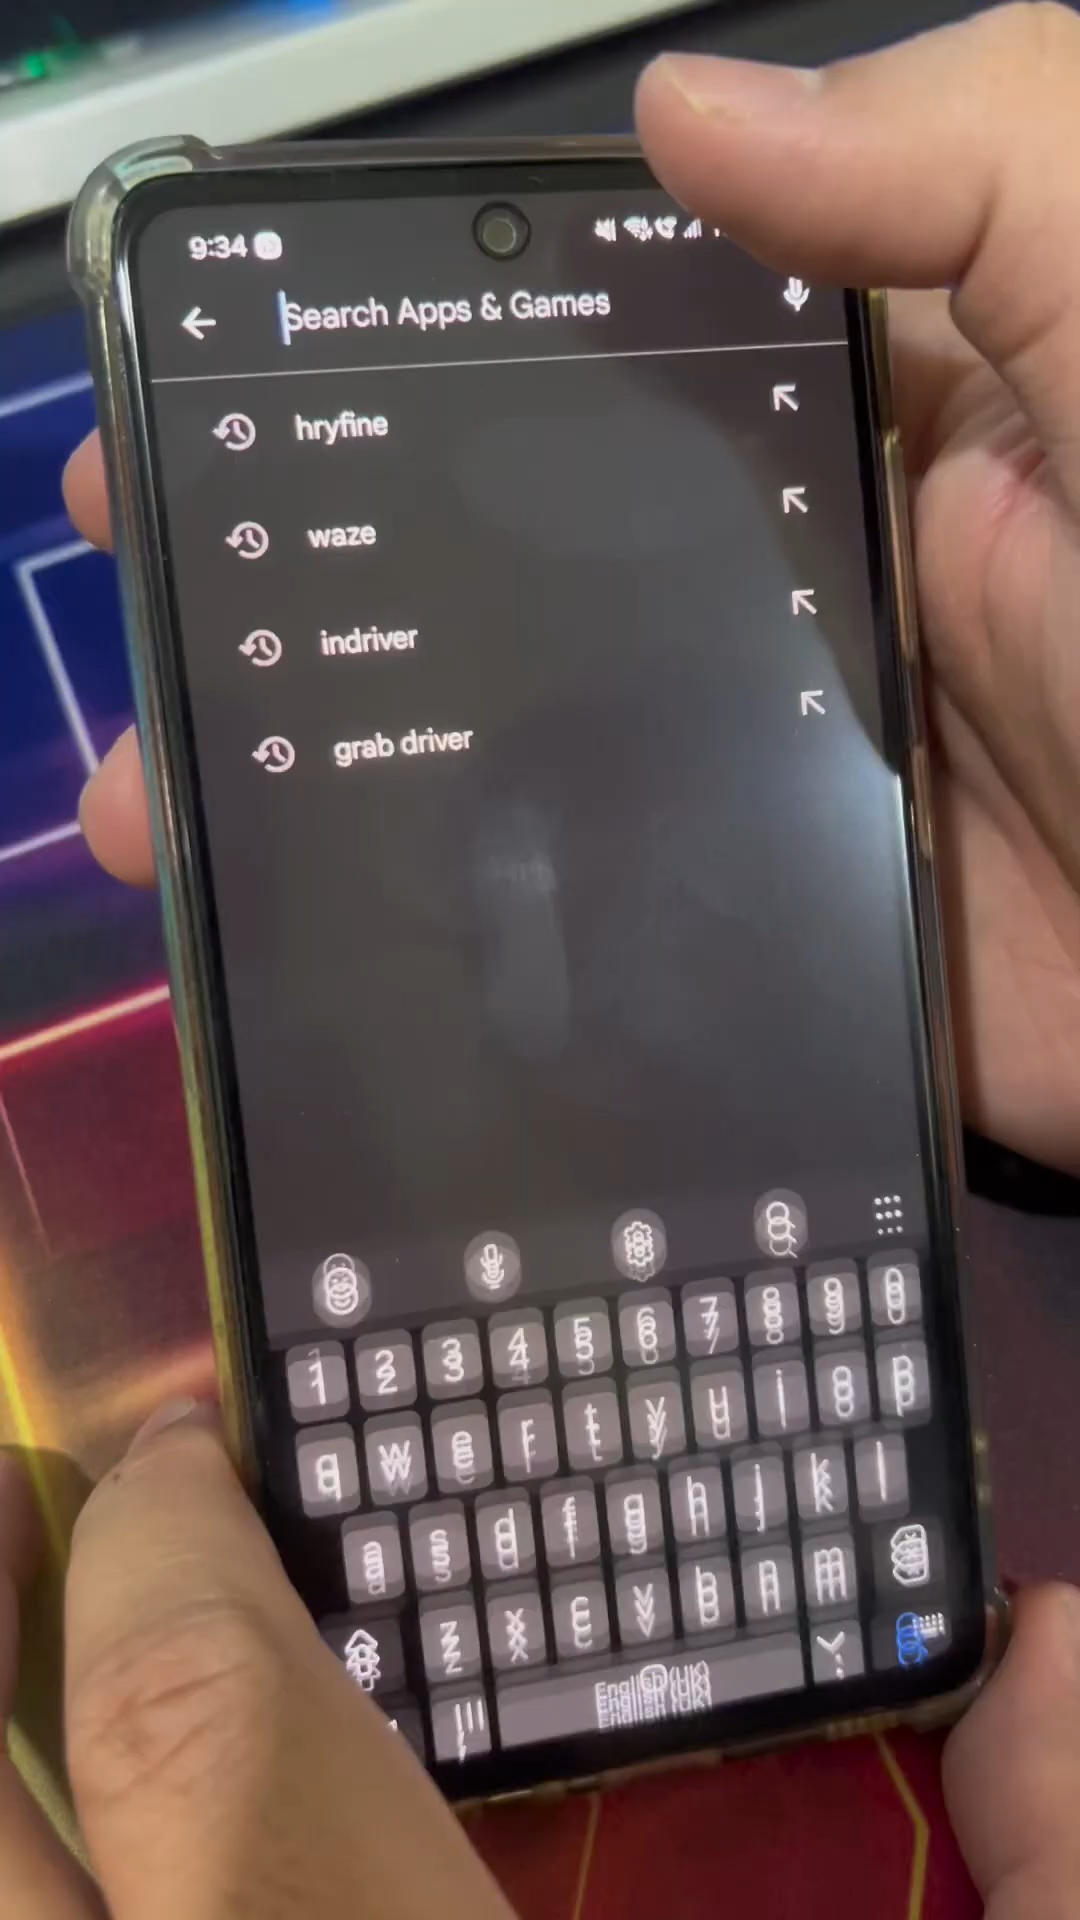 9:34
Search Apps & Games
hryfine
waze
indriver
grab driver
1 2 3 4 5 6 7 8 9 0
q w e r t y u i o p
a s d f g h j k l
z x c v b n m
English (UK)